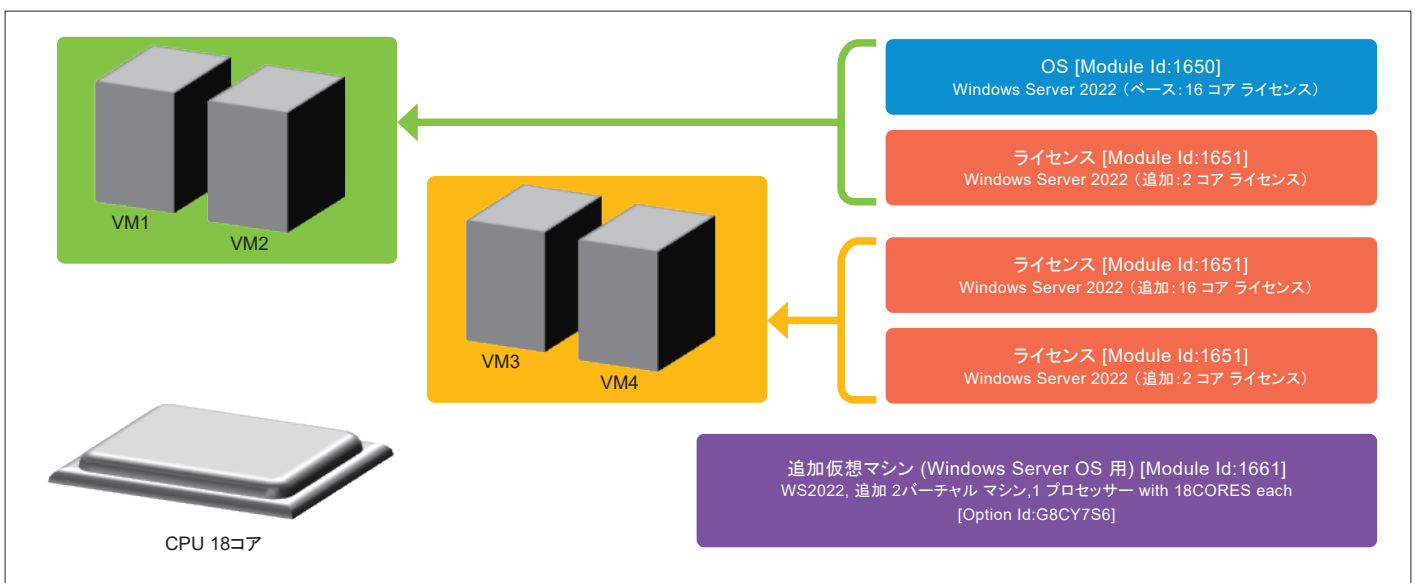 OS [Module Id:1650]
Windows Server 2022 (ベース:16 コア ライセンス)
ライセンス [Module Id:1651]
Windows Server 2022 (追加:2 コア ライセンス)
VM1
VM2
ライセンス [Module Id:1651]
Windows Server 2022 (追加:16 コア ライセンス)
ライセンス [Module Id:1651]
Windows Server 2022 (追加:2 コア ライセンス)
VM3
VM4
追加仮想マシン (Windows Server OS 用) [Module Id:1661]
WS2022, 追加 2バーチャル マシン,1 プロセッサー with 18CORES each
[Option Id:G8CY7S6]
CPU 18コア